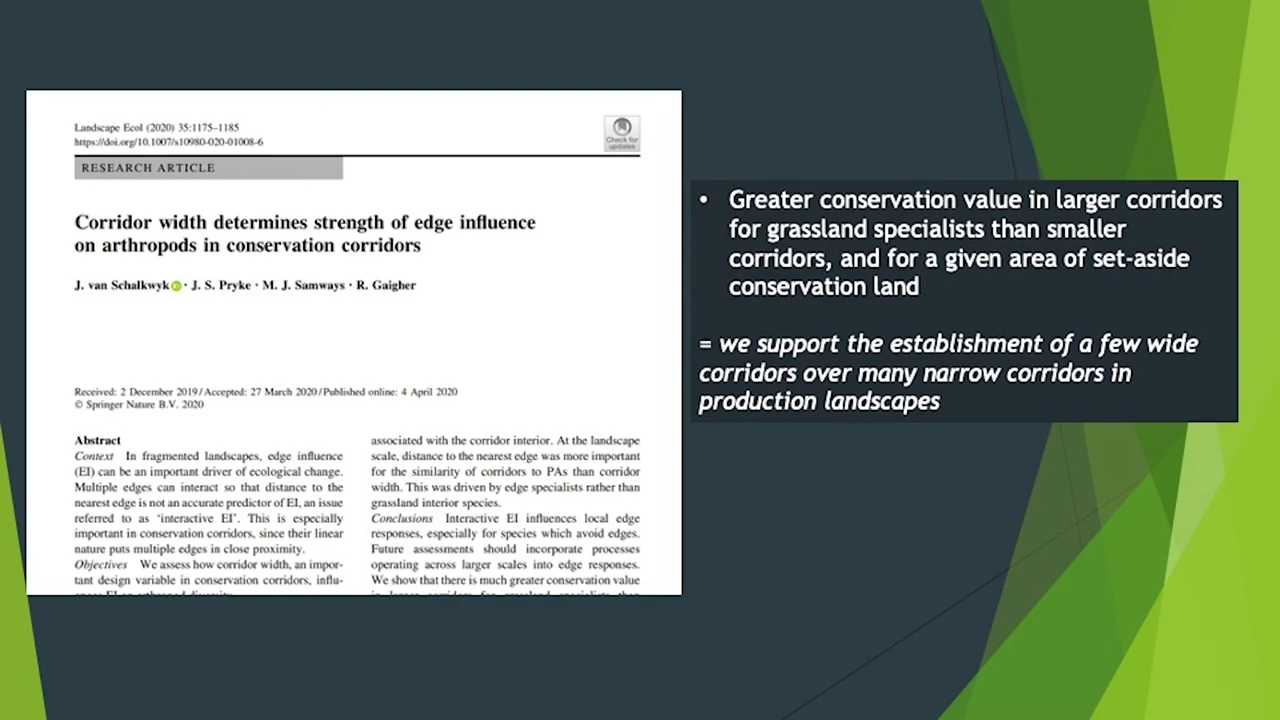 Landscape Ecol (2020) 35:1175–1185
https://doi.org/10.1007/s10980-020-01008-6
Check for
updates
RESEARCH ARTICLE
Corridor width determines strength of edge influence
on arthropods in conservation corridors
J. van Schalkwyk · J. S. Pryke · M. J. Samways · R. Gaigher
Received: 2 December 2019 / Accepted: 27 March 2020 / Published online: 4 April 2020
© Springer Nature B.V. 2020
Abstract
Context In fragmented landscapes, edge influence
(EI) can be an important driver of ecological change.
Multiple edges can interact so that distance to the
nearest edge is not an accurate predictor of EI, an issue
referred to as ‘interactive EI’. This is especially
important in conservation corridors, since their linear
nature puts multiple edges in close proximity.
Objectives We assess how corridor width, an impor-
tant design variable in conservation corridors, influ-
associated with the corridor interior. At the landscape
scale, distance to the nearest edge was more important
for the similarity of corridors to PAs than corridor
width. This was driven by edge specialists rather than
grassland interior species.
Conclusions Interactive EI influences local edge
responses, especially for species which avoid edges.
Future assessments should incorporate processes
operating across larger scales into edge responses.
We show that there is much greater conservation value
• Greater conservation value in larger corridors
for grassland specialists than smaller
corridors, and for a given area of set-aside
conservation land
= we support the establishment of a few wide
corridors over many narrow corridors in
production landscapes